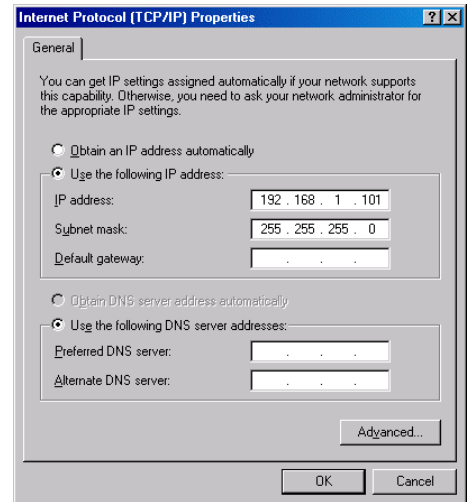 Internet Protocol (TCP/IP) Properties
General
You can get IP settings assigned automatically if your network supports
this capability. Otherwise, you need to ask your network administrator for
the appropriate IP settings.
Obtain an IP address automatically
Use the following IP address:
IP address: 192 . 168 . 1 . 101
Subnet mask: 255 . 255 . 255 . 0
Default gateway: . . .
Obtain DNS server address automatically
Use the following DNS server addresses:
Preferred DNS server: . . .
Alternate DNS server: . . .
Advanced...
OK Cancel